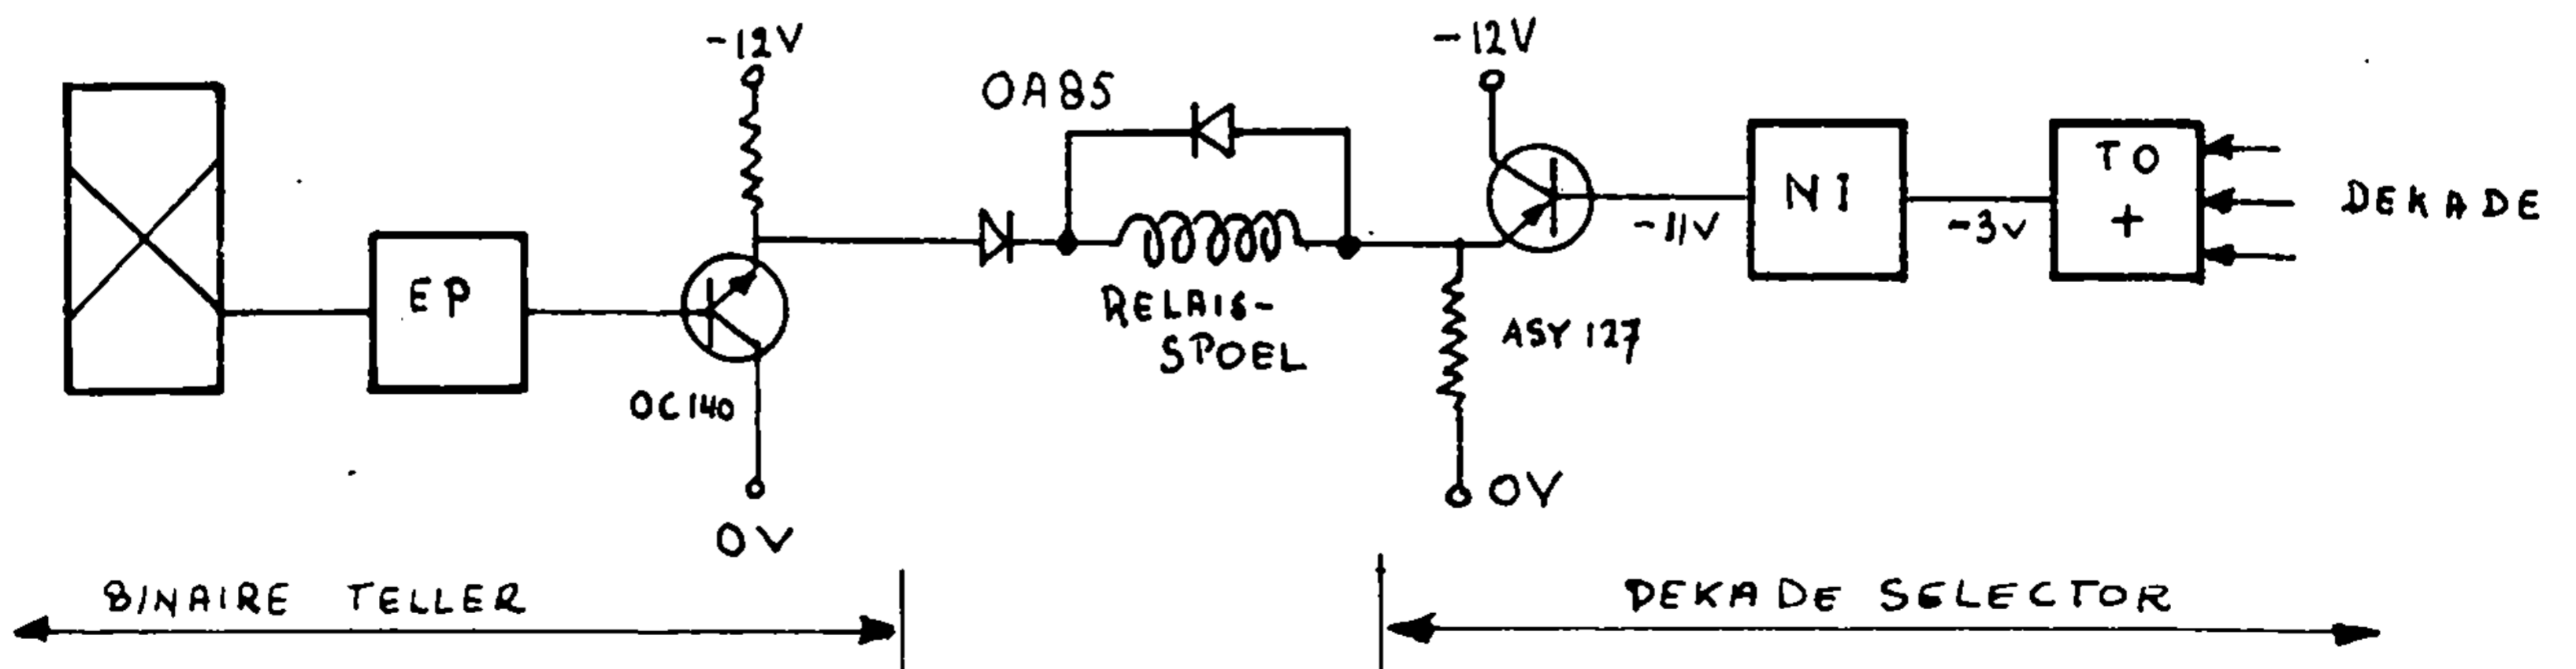 -12V
-12V
OA85
TO
+
NI
-11V
-3V
DEKADE
EP
RELAIS-
SPOEL
ASY 127
OC140
0V
0V
BINAIRE TELLER
DEKADE SELECTOR